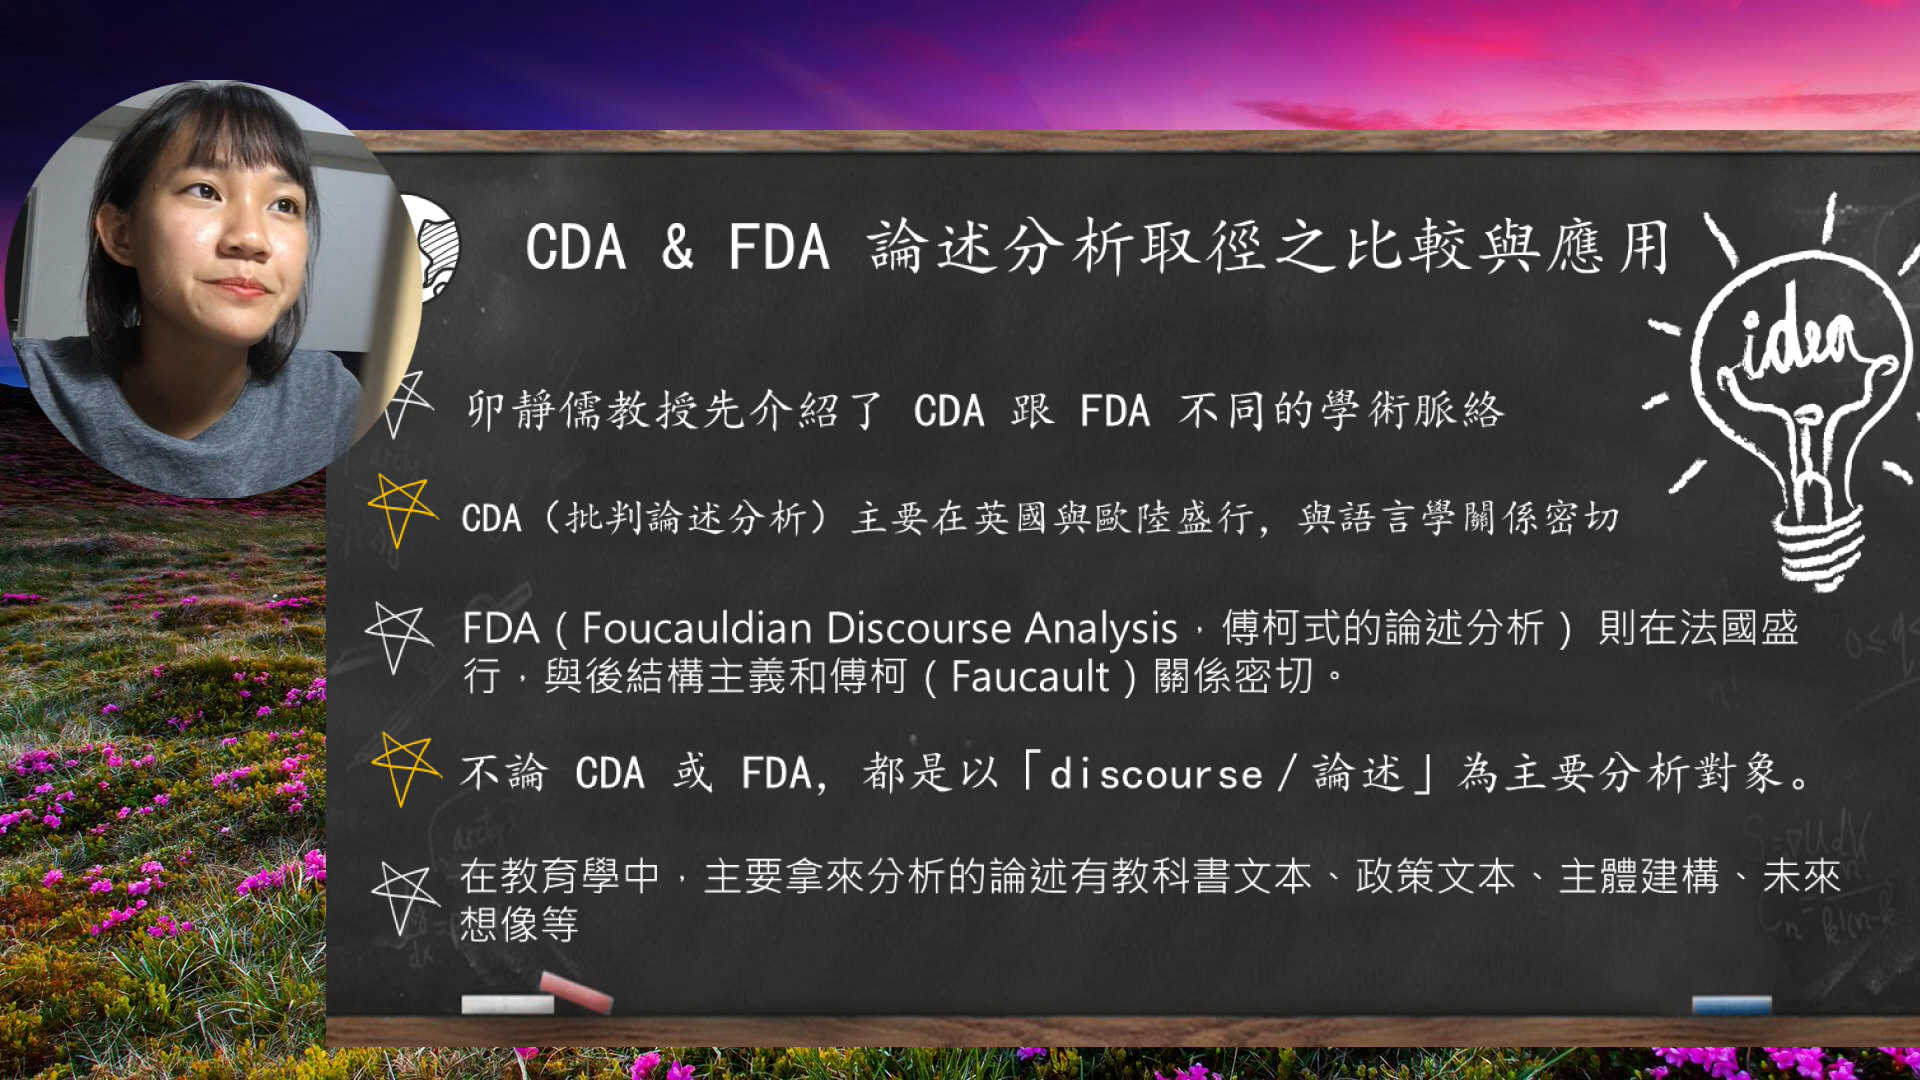 CDA & FDA 論述分析取徑之比較與應用
idea
卯靜儒教授先介紹了 CDA 跟 FDA 不同的學術脈絡
CDA（批判論述分析）主要在英國與歐陸盛行，與語言學關係密切
FDA（Foucauldian Discourse Analysis，傅柯式的論述分析） 則在法國盛
行，與後結構主義和傅柯（Faucault）關係密切。
不論 CDA 或 FDA，都是以「discourse/論述」為主要分析對象。
在教育學中，主要拿來分析的論述有教科書文本、政策文本、主體建構、未來
想像等